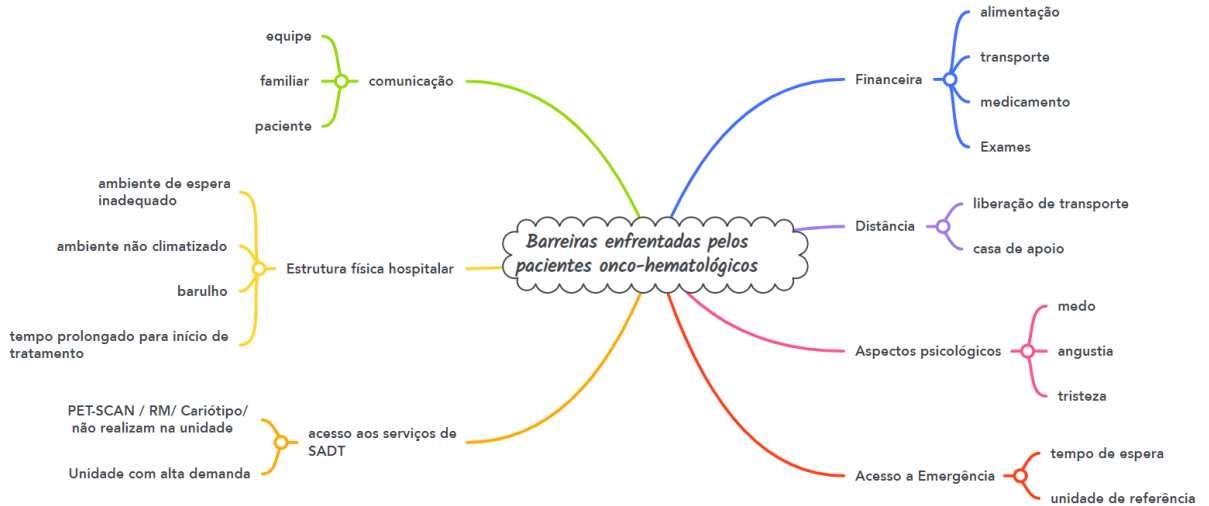 Barreiras enfrentadas pelos
pacientes onco-hematológicos
comunicação
equipe
familiar
paciente
Estrutura física hospitalar
ambiente de espera
inadequado
ambiente não climatizado
barulho
tempo prolongado para início de
tratamento
acesso aos serviços de
SADT
PET-SCAN / RM/ Cariótipo/
não realizam na unidade
Unidade com alta demanda
Financeira
alimentação
transporte
medicamento
Exames
Distância
liberação de transporte
casa de apoio
Aspectos psicológicos
medo
angustia
tristeza
Acesso a Emergência
tempo de espera
unidade de referência